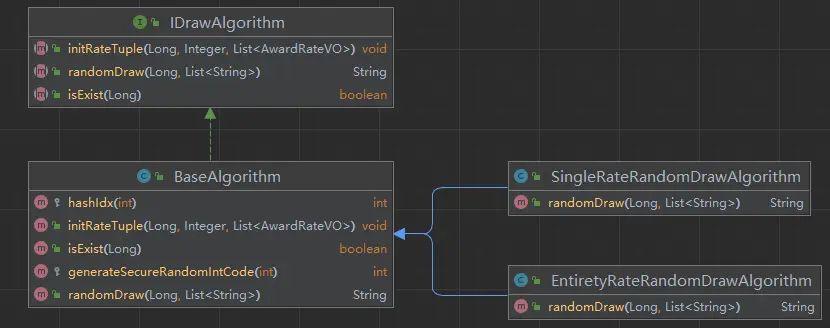 IDrawAlgorithm
initRateTuple(Long, Integer, List<AwardRateVO>) void
randomDraw(Long, List<String>) String
isExist(Long) boolean
BaseAlgorithm
hashIdx(int) int
initRateTuple(Long, Integer, List<AwardRateVO>) void
isExist(Long) boolean
generateSecureRandomIntCode(int) int
randomDraw(Long, List<String>) String
SingleRateRandomDrawAlgorithm
randomDraw(Long, List<String>) String
EntiretyRateRandomDrawAlgorithm
randomDraw(Long, List<String>) String